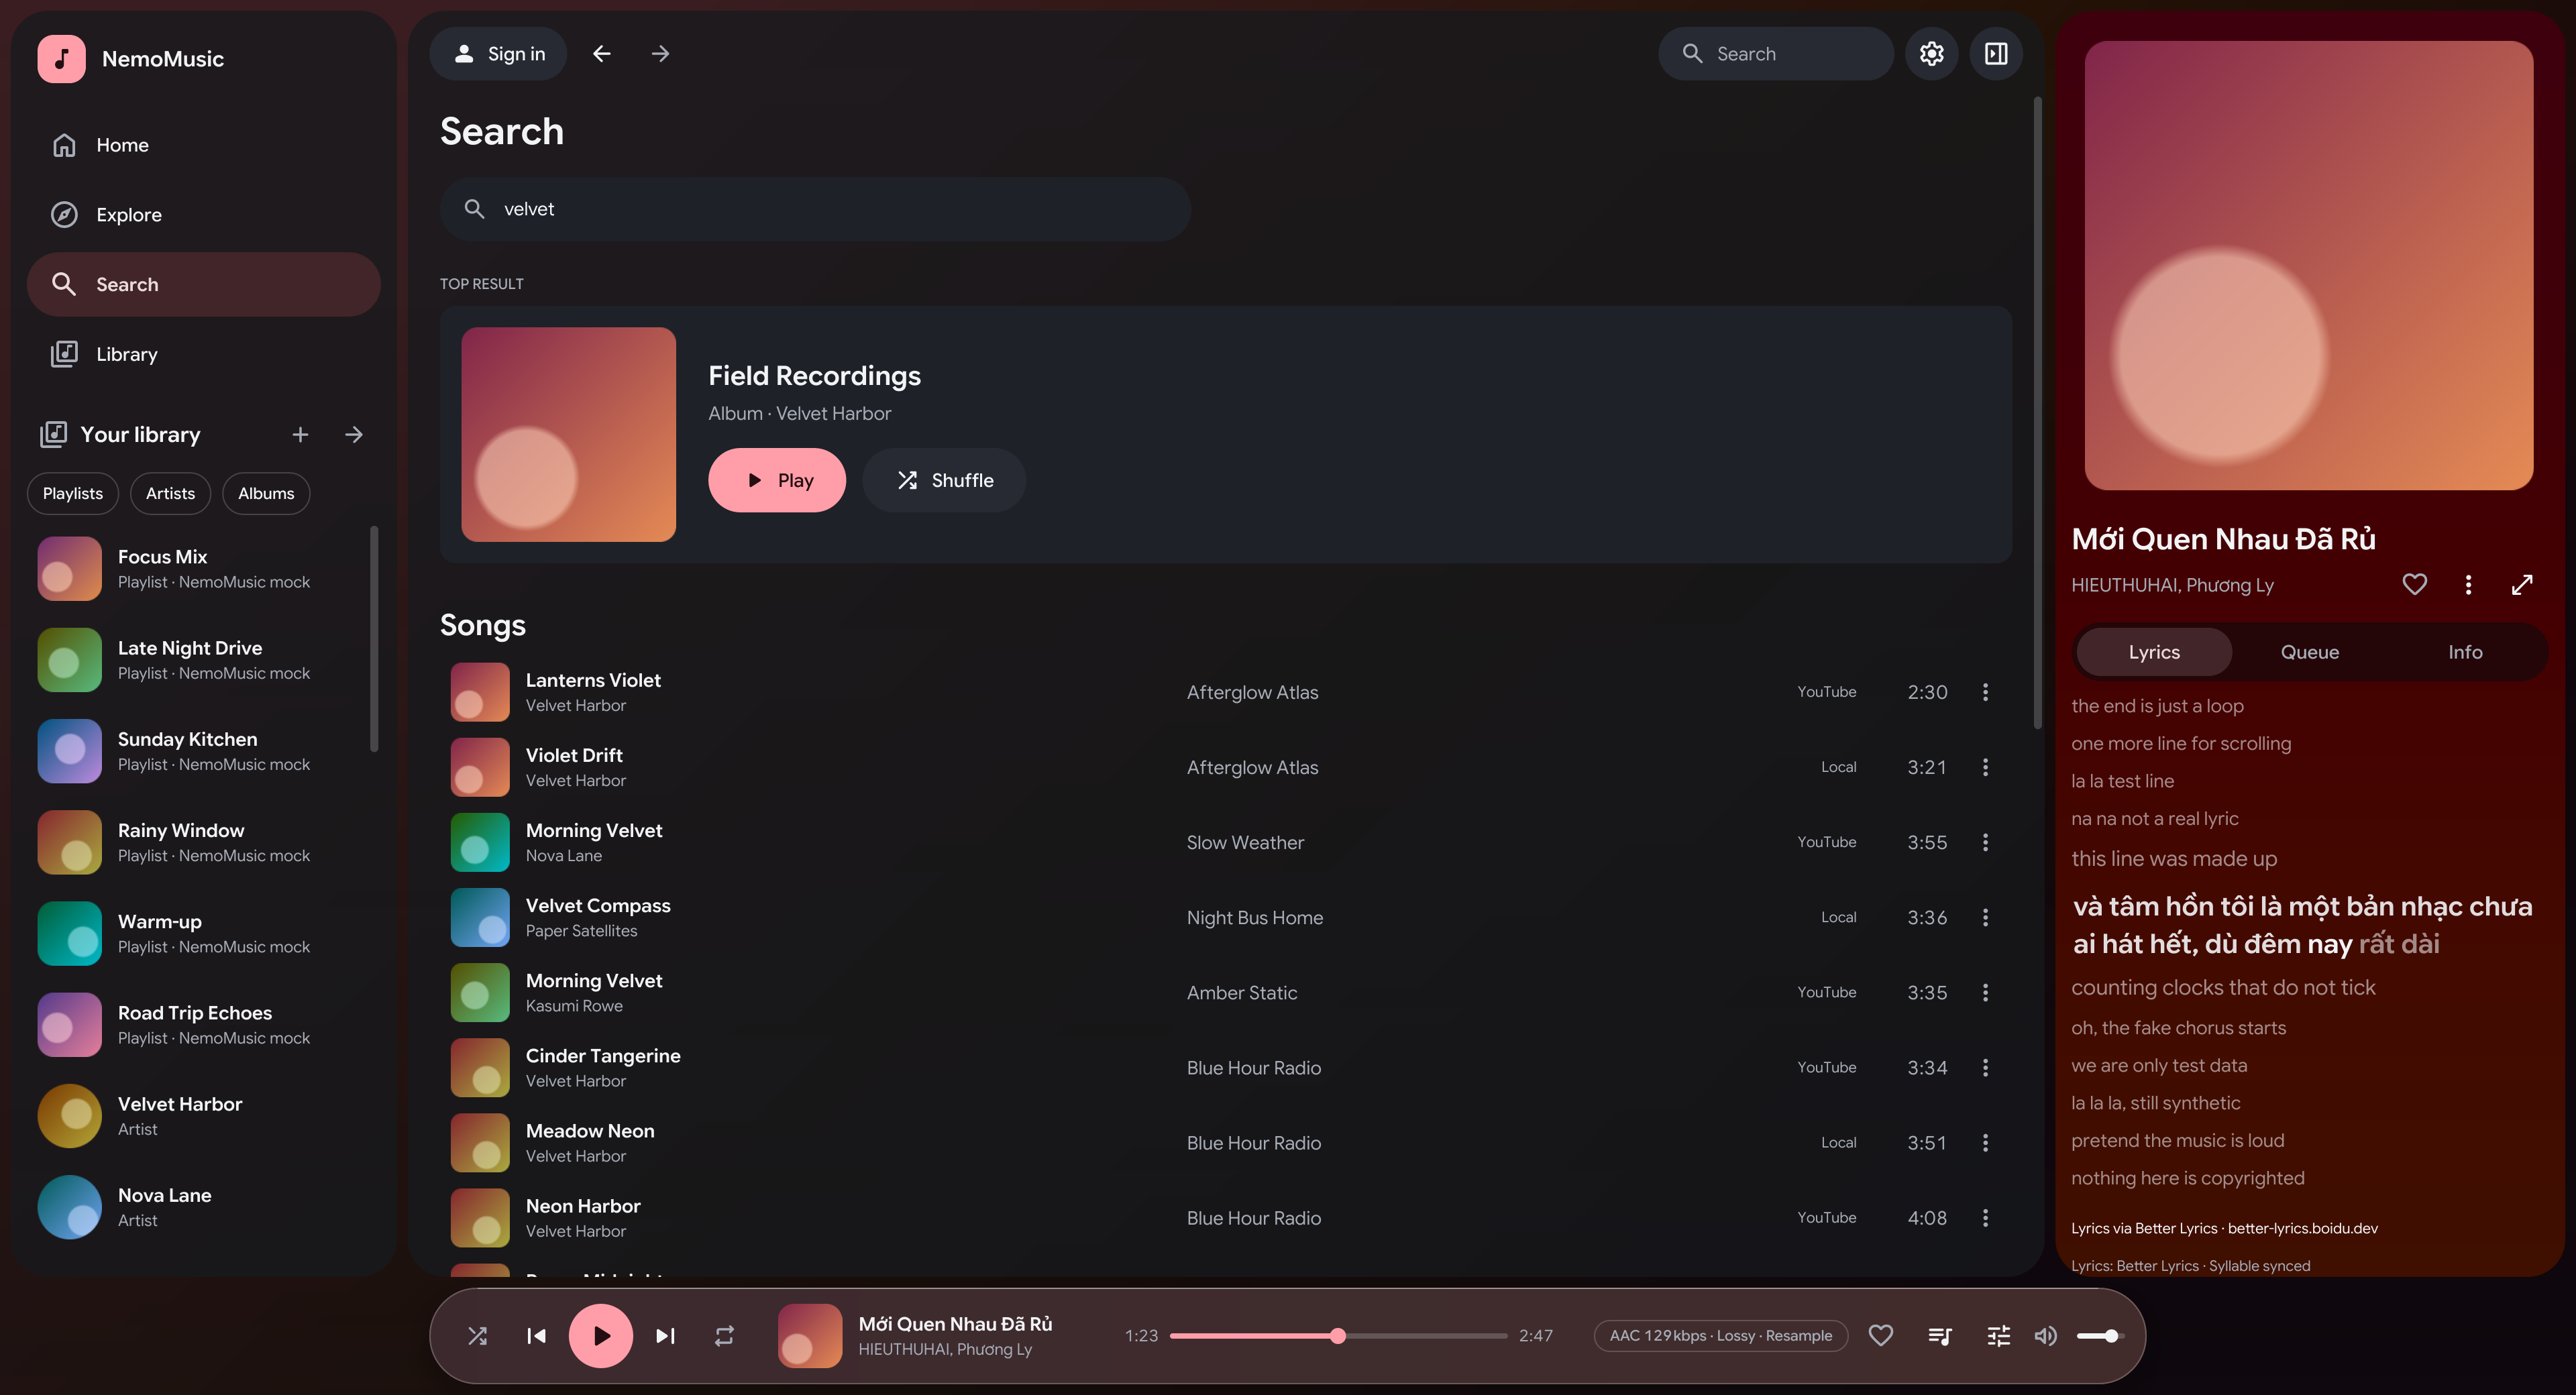 NemoMusic
Home
Explore
Search
Library
Your library
Playlists
Artists
Albums
Focus Mix
Playlist · NemoMusic mock
Late Night Drive
Playlist · NemoMusic mock
Sunday Kitchen
Playlist · NemoMusic mock
Rainy Window
Playlist · NemoMusic mock
Warm-up
Playlist · NemoMusic mock
Road Trip Echoes
Playlist · NemoMusic mock
Velvet Harbor
Artist
Nova Lane
Artist
Sign in
Search
Search
velvet
TOP RESULT
Field Recordings
Album · Velvet Harbor
Play
Shuffle
Songs
Lanterns Violet
Velvet Harbor
Afterglow Atlas
YouTube
2:30
Violet Drift
Velvet Harbor
Afterglow Atlas
Local
3:21
Morning Velvet
Nova Lane
Slow Weather
YouTube
3:55
Velvet Compass
Paper Satellites
Night Bus Home
Local
3:36
Morning Velvet
Kasumi Rowe
Amber Static
YouTube
3:35
Cinder Tangerine
Velvet Harbor
Blue Hour Radio
YouTube
3:34
Meadow Neon
Velvet Harbor
Blue Hour Radio
Local
3:51
Neon Harbor
Velvet Harbor
Blue Hour Radio
YouTube
4:08
Mới Quen Nhau Đã Rủ
HIEUTHUHAI, Phương Ly
Lyrics
Queue
Info
the end is just a loop
one more line for scrolling
la la test line
na na not a real lyric
this line was made up
và tâm hồn tôi là một bản nhạc chưa
ai hát hết, dù đêm nay rất dài
counting clocks that do not tick
oh, the fake chorus starts
we are only test data
la la la, still synthetic
pretend the music is loud
nothing here is copyrighted
Lyrics via Better Lyrics · better-lyrics.boidu.dev
Lyrics: Better Lyrics · Syllable synced
Mới Quen Nhau Đã Rủ
HIEUTHUHAI, Phương Ly
1:23
2:47
AAC 129kbps · Lossy · Resample